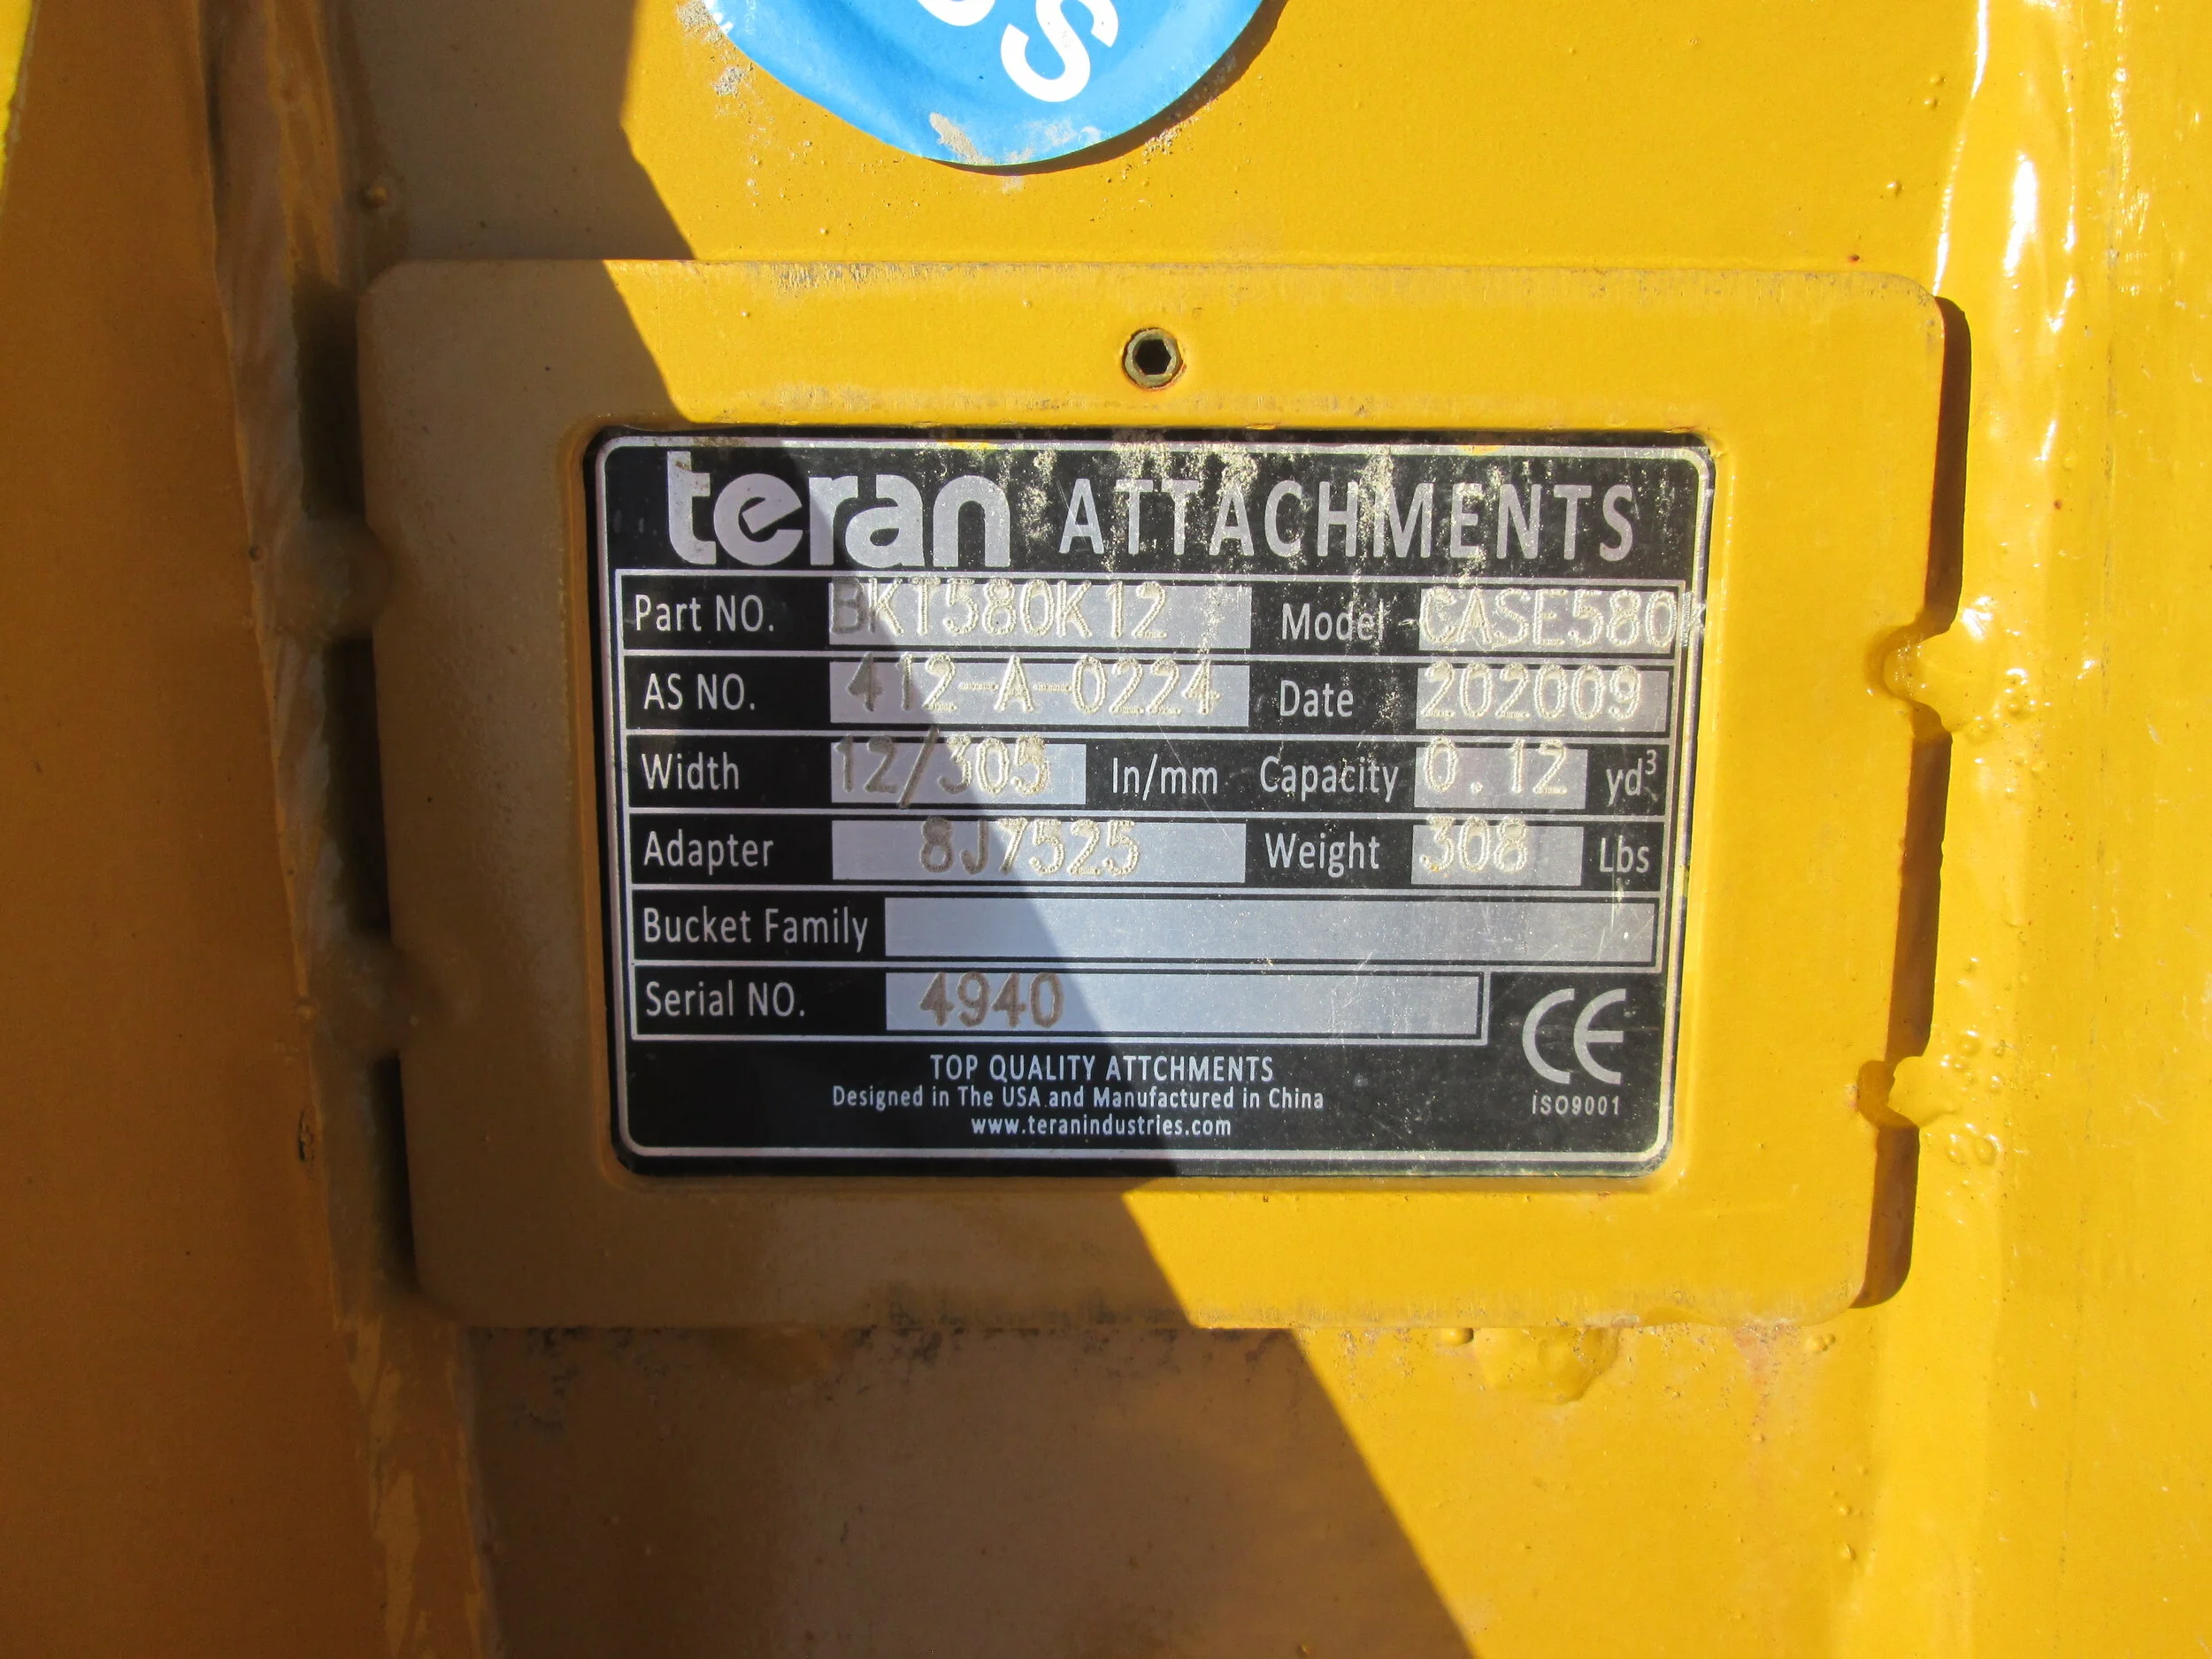 teran ATTACHMENTS
Part NO. BKT580K12 Model CASE580K
AS NO. 412-A-0224 Date 202009
Width 12/305 In/mm Capacity 0.12 yd³
Adapter 8J7525 Weight 308 Lbs
Bucket Family
Serial NO. 4940
CE
ISO9001
TOP QUALITY ATTCHMENTS
Designed in The USA and Manufactured in China
www.teranindustries.com